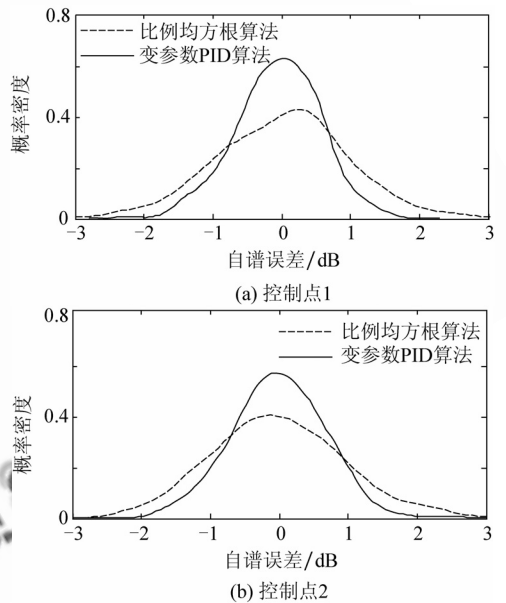 0.8
比例均方根算法
变参数PID算法
概率密度
0.4
0
−3
−2
−1
0
1
2
3
自谱误差/dB
(a) 控制点1
0.8
比例均方根算法
变参数PID算法
概率密度
0.4
0
−3
−2
−1
0
1
2
3
自谱误差/dB
(b) 控制点2